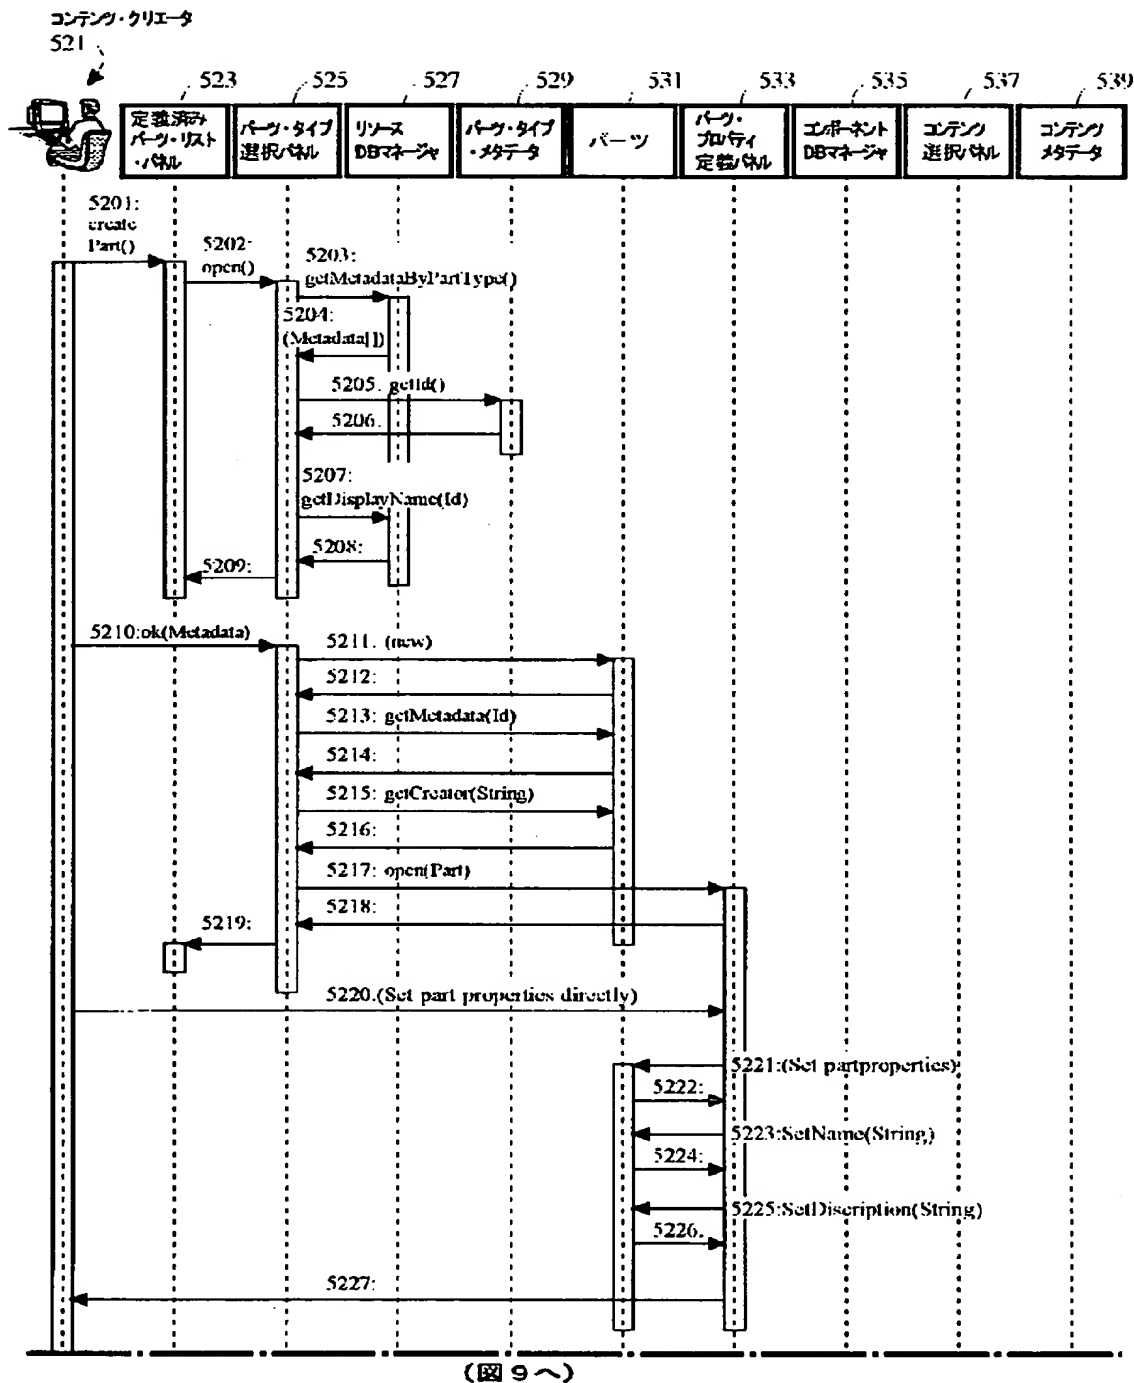 コンテンツ・クリエータ
521
523
525
527
529
531
533
535
537
539
定義済み
パーツ・リスト
・パネル
パーツ・タイプ
選択パネル
リソース
DBマネージャ
パーツ・タイプ
・メタデータ
パーツ
パーツ・
プロパティ
定義パネル
コンポーネント
DBマネージャ
コンテンツ
選択パネル
コンテンツ
メタデータ
5201:
create
Part()
5202:
open()
5203:
getMetadataByPartType()
5204:
(Metadata[])
5205. getId()
5206.
5207:
getDisplayName(Id)
5208:
5209:
5210:ok(Metadata)
5211. (new)
5212:
5213: getMetadata(Id)
5214:
5215: getCreator(String)
5216:
5217: open(Part)
5218:
5219:
5220.(Set part properties directly)
5221:(Set partproperties)
5222:
5223:SetName(String)
5224:
5225:SetDiscription(String)
5226.
5227:
(図9へ)